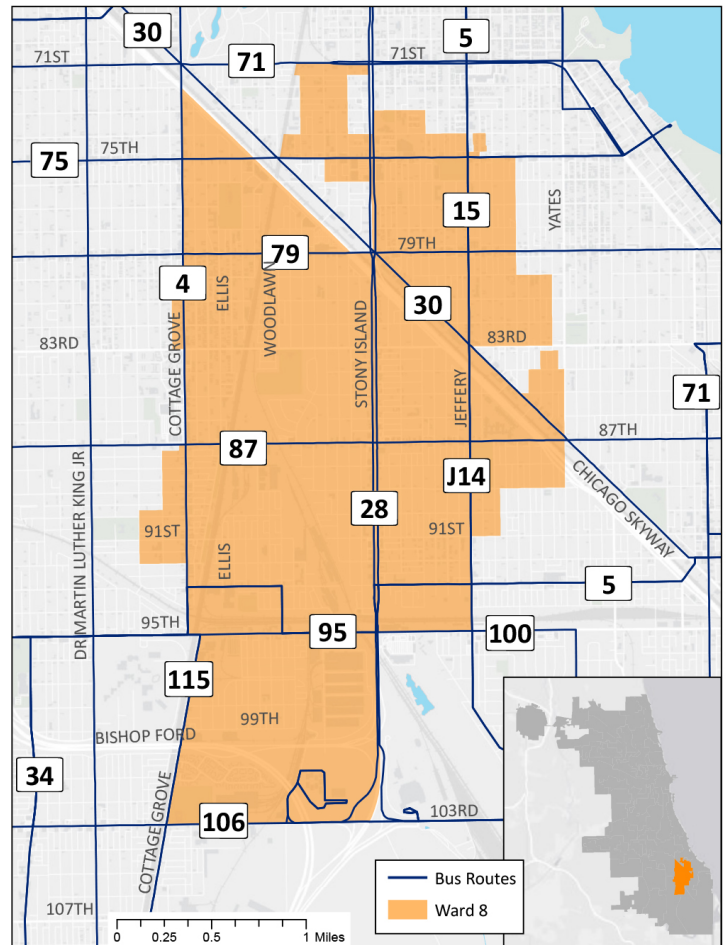 30
5
71ST
71
71ST
75TH
75
15
YATES
79
79TH
4
ELLIS
WOODLAWN
30
STONY ISLAND
83RD
83RD
COTTAGE GROVE
JEFFERY
71
87
87TH
J14
CHICAGO SKYWAY
DR MARTIN LUTHER KING JR
28
91ST
91ST
ELLIS
5
95TH
95
100
115
99TH
BISHOP FORD
34
COTTAGE GROVE
106
103RD
107TH
Bus Routes
Ward 8
0 0.25 0.5 1 Miles